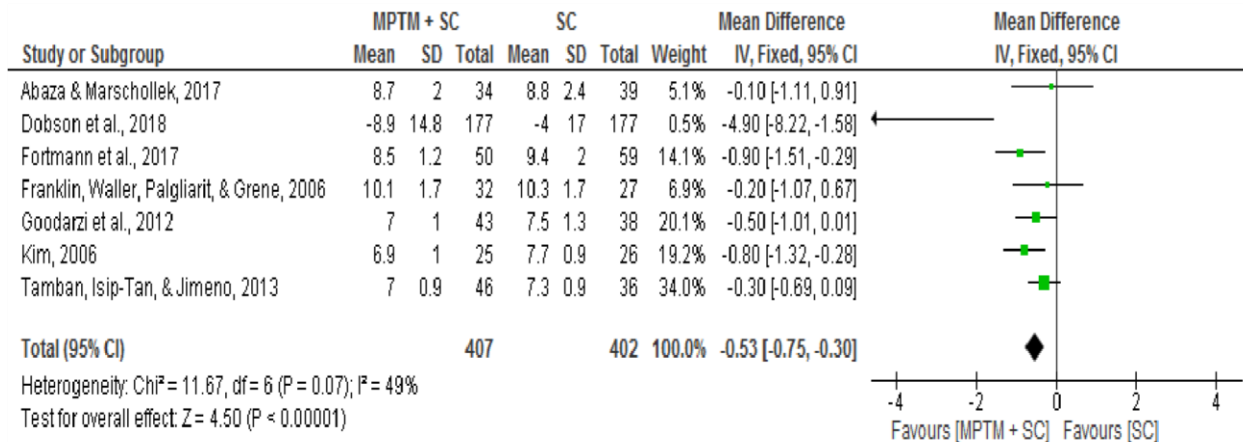 MPTM + SC SC Mean Difference Mean Difference
Study or Subgroup Mean SD Total Mean SD Total Weight IV, Fixed, 95% CI IV, Fixed, 95% CI
Abaza & Marschollek, 2017 8.7 2 34 8.8 2.4 39 5.1% -0.10 [-1.11, 0.91]
Dobson et al., 2018 -8.9 14.8 177 -4 17 177 0.5% -4.90 [-8.22, -1.58]
Fortmann et al., 2017 8.5 1.2 50 9.4 2 59 14.1% -0.90 [-1.51, -0.29]
Franklin, Waller, Palgliarit, & Grene, 2006 10.1 1.7 32 10.3 1.7 27 6.9% -0.20 [-1.07, 0.67]
Goodarzi et al., 2012 7 1 43 7.5 1.3 38 20.1% -0.50 [-1.01, 0.01]
Kim, 2006 6.9 1 25 7.7 0.9 26 19.2% -0.80 [-1.32, -0.28]
Tamban, Isip-Tan, & Jimeno, 2013 7 0.9 46 7.3 0.9 36 34.0% -0.30 [-0.69, 0.09]
Total (95% CI) 407 402 100.0% -0.53 [-0.75, -0.30]
Heterogeneity: Chi² = 11.67, df = 6 (P = 0.07); I² = 49%
Test for overall effect: Z = 4.50 (P < 0.00001)
-4 -2 0 2 4
Favours [MPTM + SC] Favours [SC]